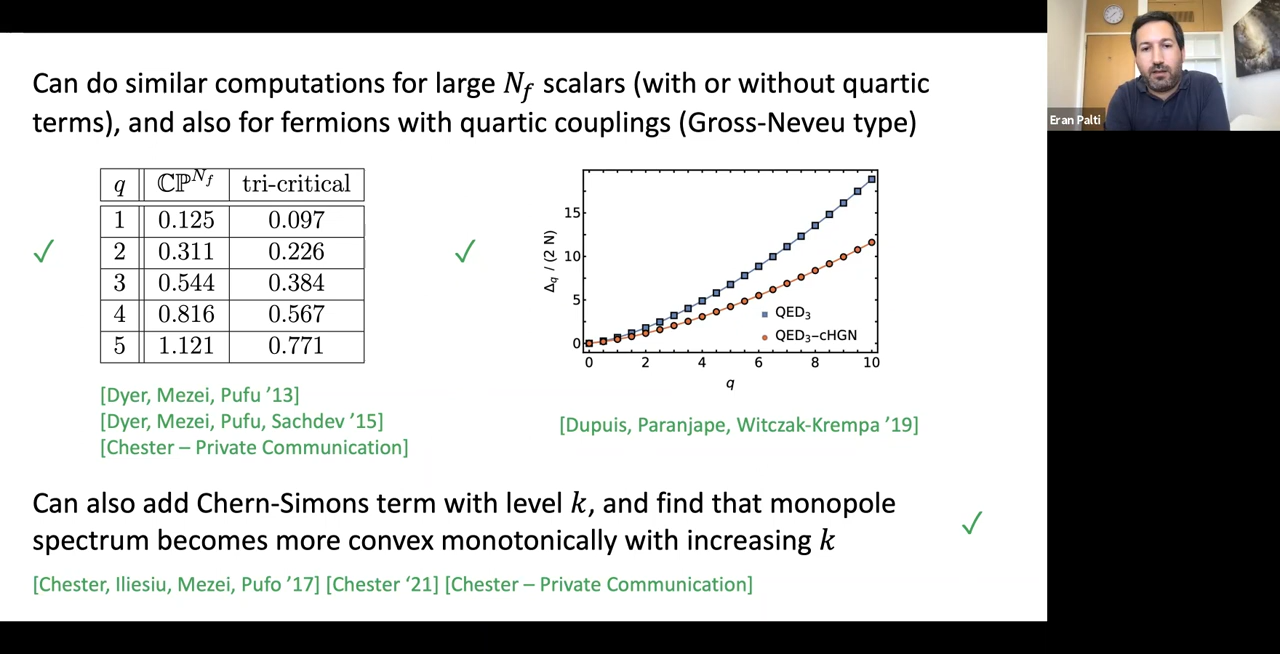 Can do similar computations for large N_f scalars (with or without quartic
terms), and also for fermions with quartic couplings (Gross-Neveu type)
Eran Palti
q ℂℙ^{N_f} tri-critical
1 0.125 0.097
2 0.311 0.226
3 0.544 0.384
4 0.816 0.567
5 1.121 0.771
✓
[Dyer, Mezei, Pufu ’13]
[Dyer, Mezei, Pufu, Sachdev ’15]
[Chester – Private Communication]
✓
Δ_q / (2 N)
15
10
5
0
QED₃
QED₃-cHGN
0 2 4 6 8 10
q
[Dupuis, Paranjape, Witczak-Krempa ’19]
Can also add Chern-Simons term with level k, and find that monopole
spectrum becomes more convex monotonically with increasing k
✓
[Chester, Iliesiu, Mezei, Pufo ’17] [Chester ‘21] [Chester – Private Communication]